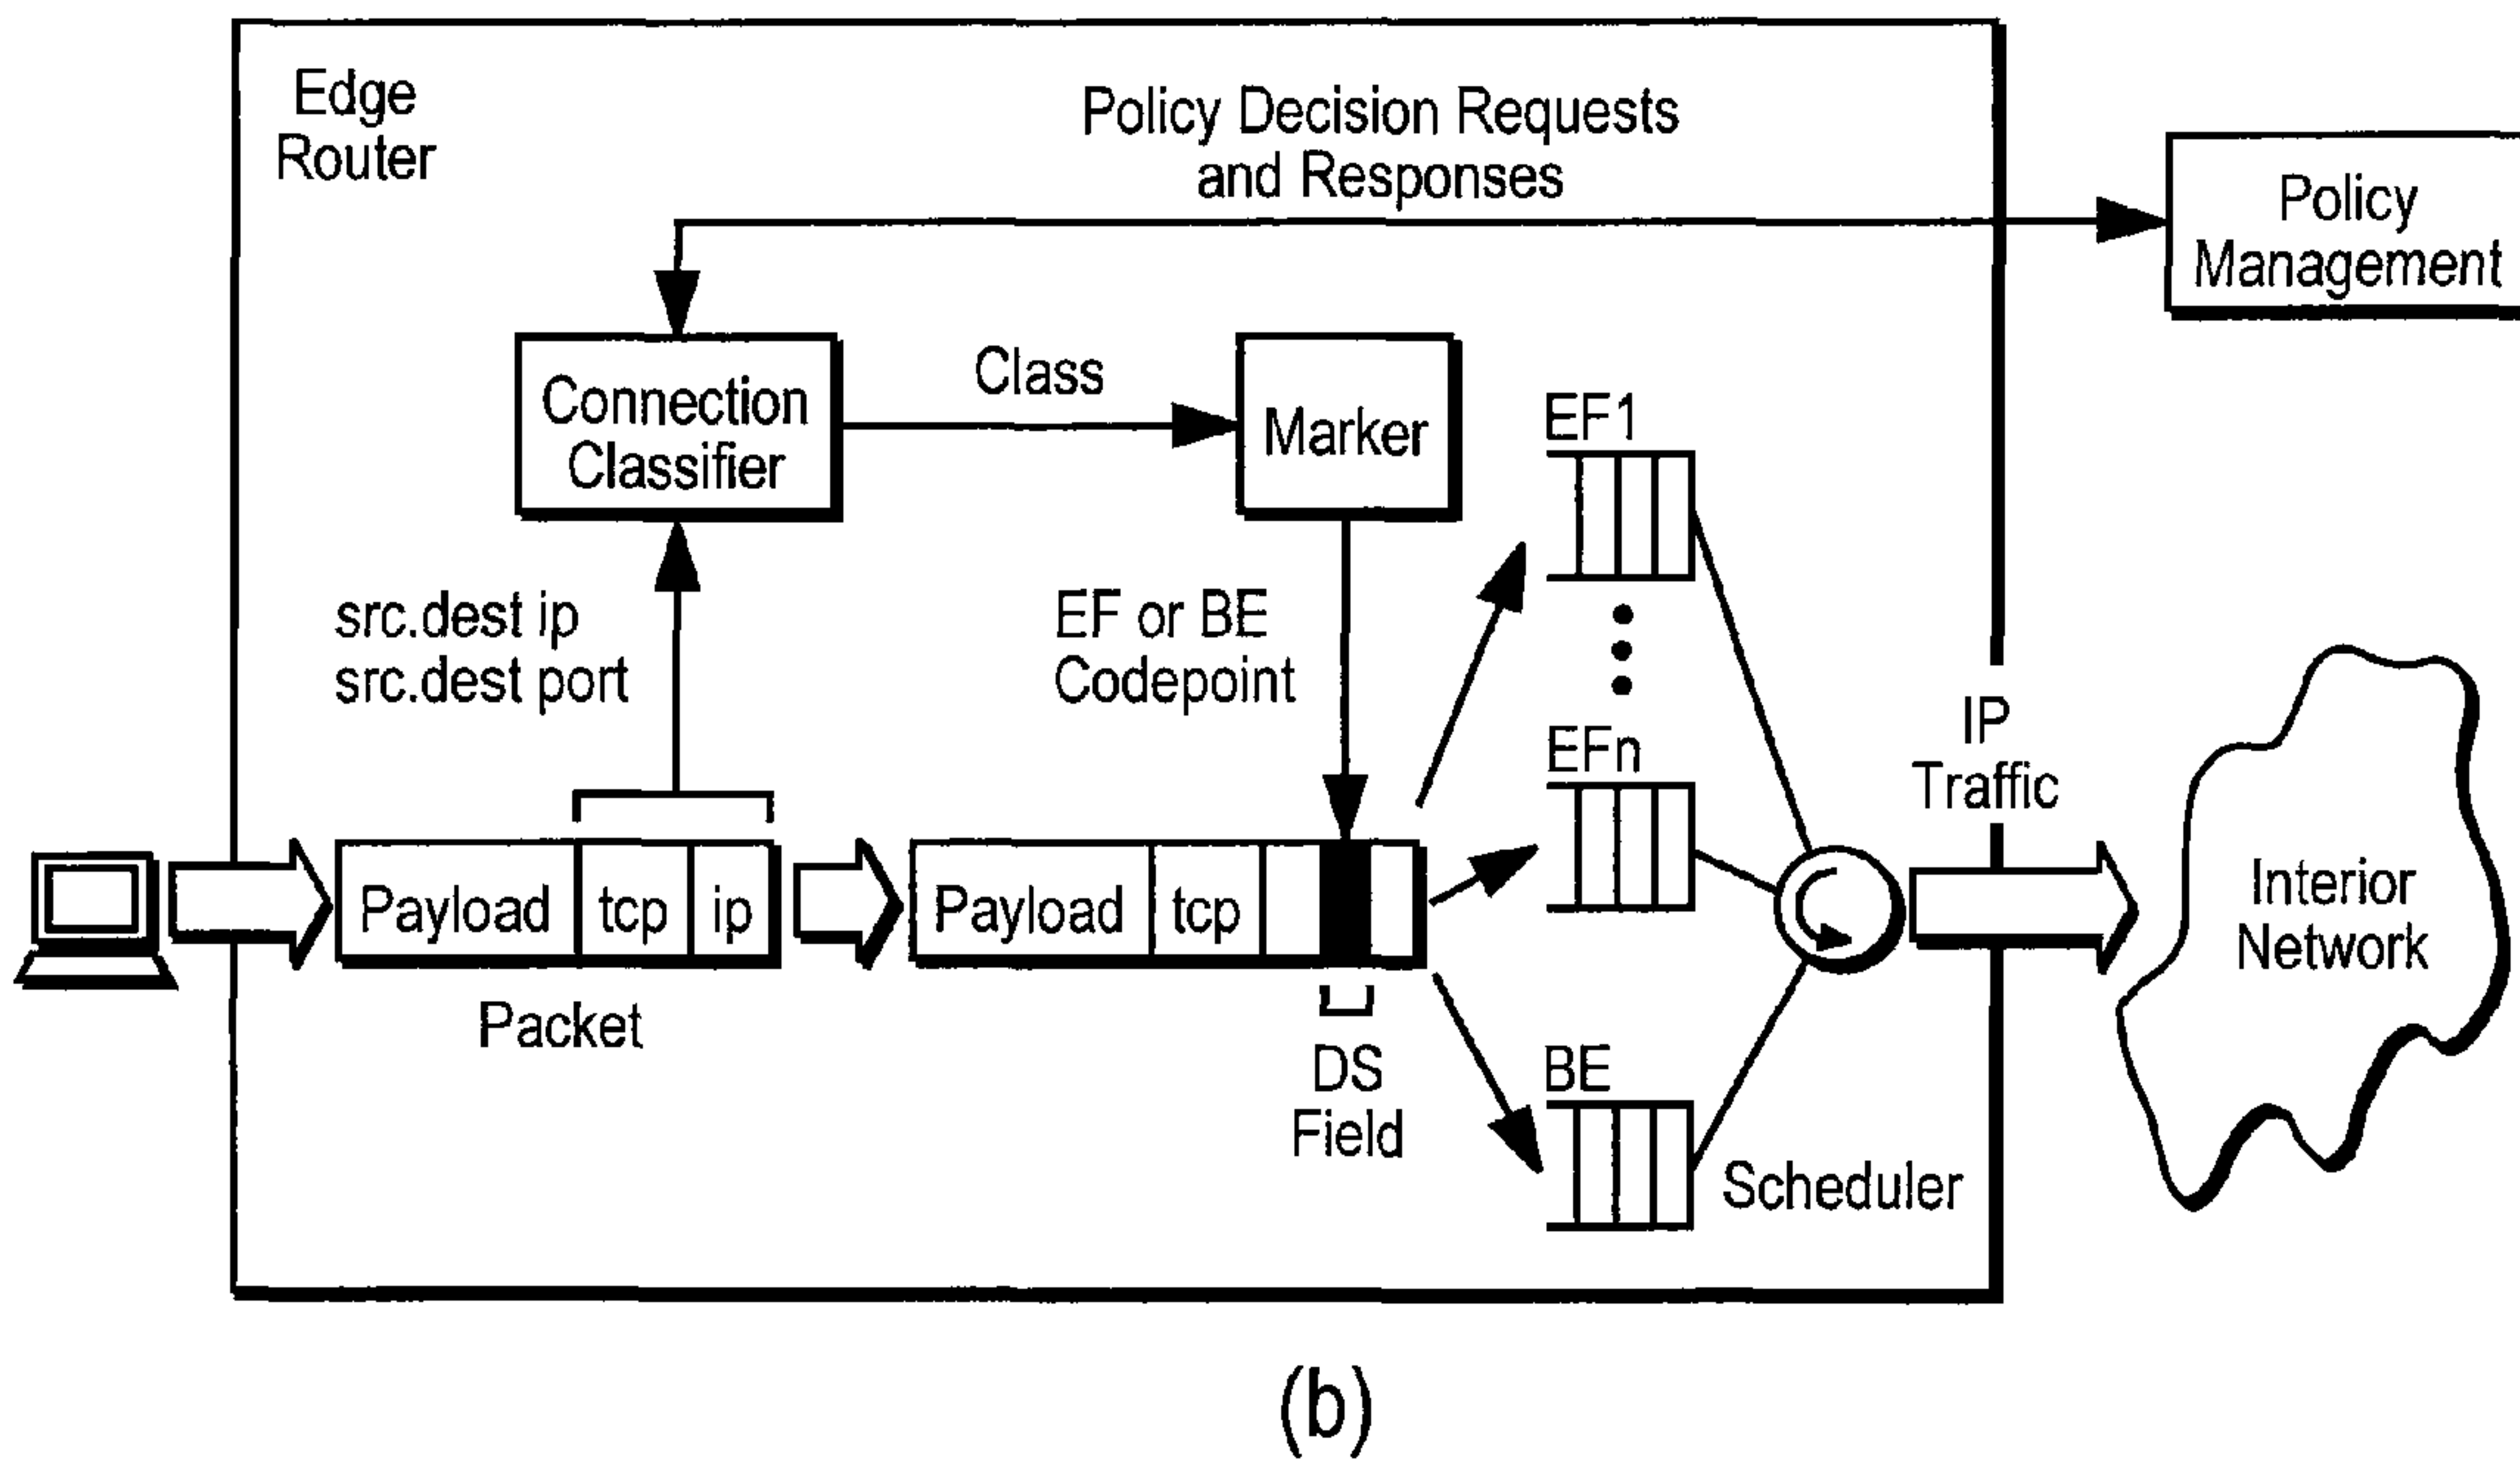 Edge
Router
Policy Decision Requests
and Responses
Policy
Management
Connection
Classifier
Class
Marker
EF1
src.dest ip
src.dest port
EF or BE
Codepoint
EFn
IP
Traffic
Payload
tcp
ip
Payload
tcp
Interior
Network
Packet
DS
Field
BE
Scheduler
(b)